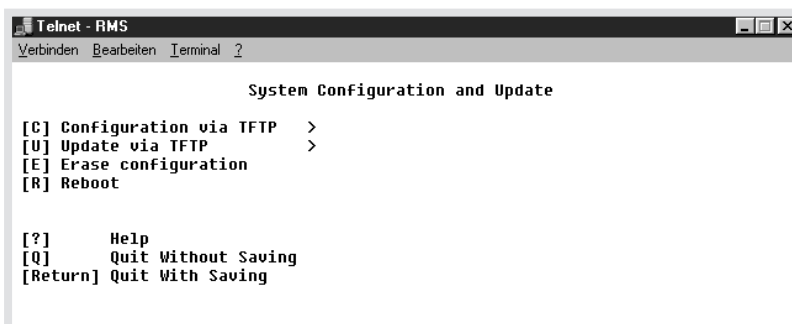 Telnet - RMS
Verbinden Bearbeiten Terminal ?
System Configuration and Update
[C] Configuration via TFTP >
[U] Update via TFTP >
[E] Erase configuration
[R] Reboot
[?] Help
[Q] Quit Without Saving
[Return] Quit With Saving